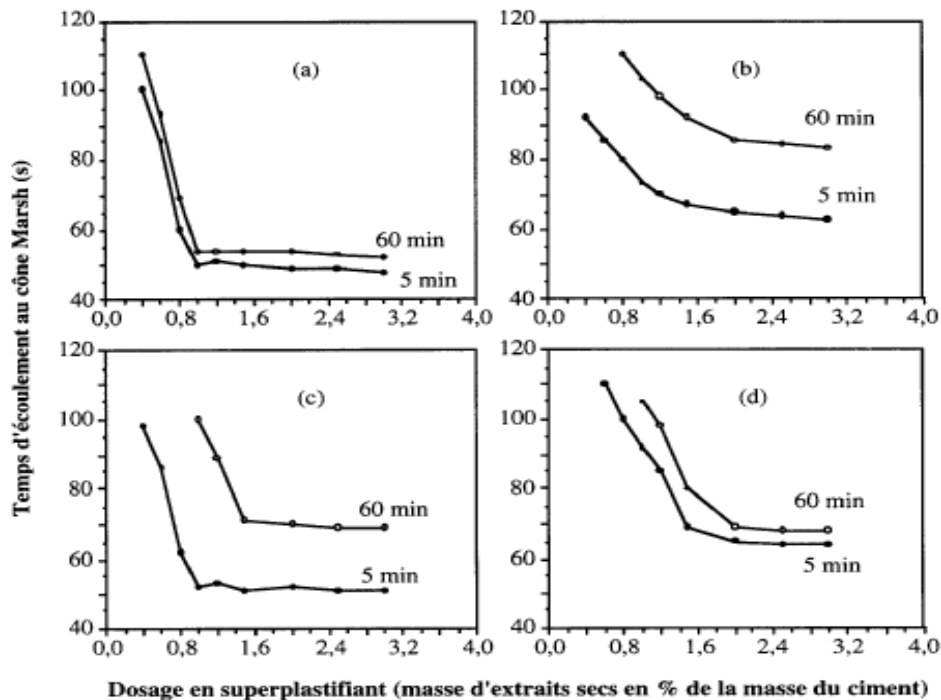 Temps d'écoulement au cône Marsh (s)
120
100
80
60
40
(a)
60 min
5 min
0,0 0,8 1,6 2,4 3,2 4,0
120
100
80
60
40
(b)
60 min
5 min
0,0 0,8 1,6 2,4 3,2 4,0
120
100
80
60
40
(c)
60 min
5 min
0,0 0,8 1,6 2,4 3,2 4,0
120
100
80
60
40
(d)
60 min
5 min
0,0 0,8 1,6 2,4 3,2 4,0
Dosage en superplastifiant (masse d'extraits secs en % de la masse du ciment)